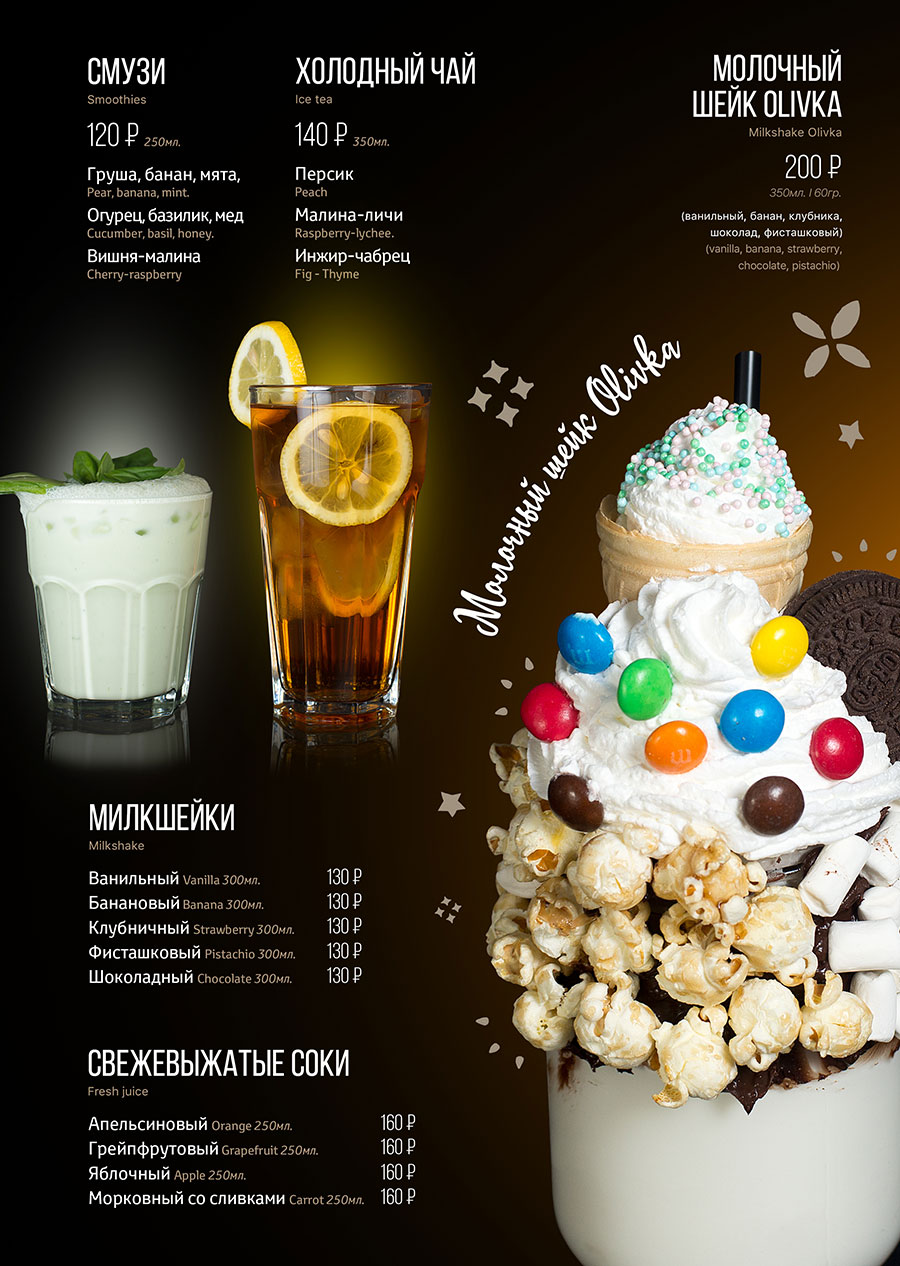 СМУЗИ
Smoothies
120 ₽ 250мл.
Груша, банан, мята,
Pear, banana, mint.
Огурец, базилик, мед
Cucumber, basil, honey.
Вишня-малина
Cherry-raspberry
ХОЛОДНЫЙ ЧАЙ
Ice tea
140 ₽ 350мл.
Персик
Peach
Малина-личи
Raspberry-lychee.
Инжир-чабрец
Fig - Thyme
МОЛОЧНЫЙ
ШЕЙК OLIVKA
Milkshake Olivka
200 ₽
350мл. | 60гр.
(ванильный, банан, клубника,
шоколад, фисташковый)
(vanilla, banana, strawberry,
chocolate, pistachio)
Молочный шейк Olivka
МИЛКШЕЙКИ
Milkshake
Ванильный Vanilla 300мл. 130 ₽
Банановый Banana 300мл. 130 ₽
Клубничный Strawberry 300мл. 130 ₽
Фисташковый Pistachio 300мл. 130 ₽
Шоколадный Chocolate 300мл. 130 ₽
СВЕЖЕВЫЖАТЫЕ СОКИ
Fresh juice
Апельсиновый Orange 250мл. 160 ₽
Грейпфрутовый Grapefruit 250мл. 160 ₽
Яблочный Apple 250мл. 160 ₽
Морковный со сливками Carrot 250мл. 160 ₽